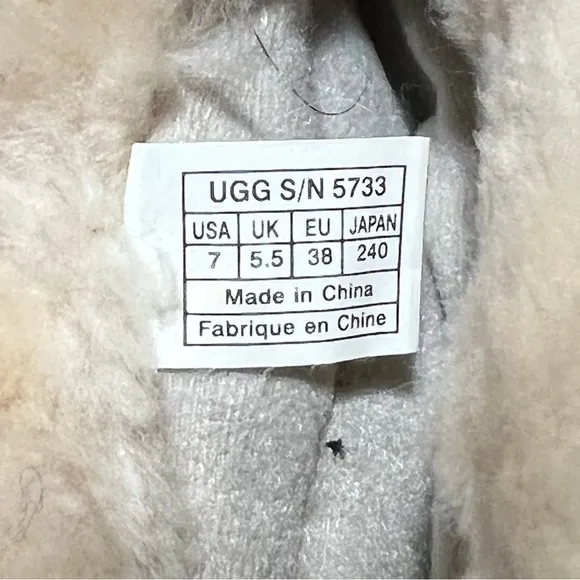 UGG S/N 5733
USA UK EU JAPAN
7 5.5 38 240
Made in China
Fabrique en Chine